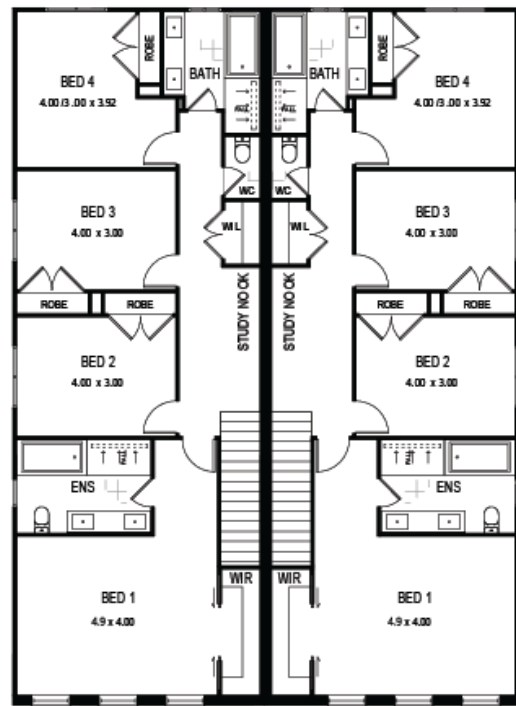 ROBE
BATH
BATH
ROBE
BED 4
4.00 /3 .00 x 3.92
BED 4
4.00 /3 .00 x 3.92
WC
WC
BED 3
4.00 x 3.00
WIL
WIL
BED 3
4.00 x 3.00
ROBE
ROBE
STUDY NOOK
STUDY NOOK
ROBE
ROBE
BED 2
4.00 x 3.00
BED 2
4.00 x 3.00
ENS
ENS
WIR
WIR
BED 1
4.9 x 4.00
BED 1
4.9 x 4.00